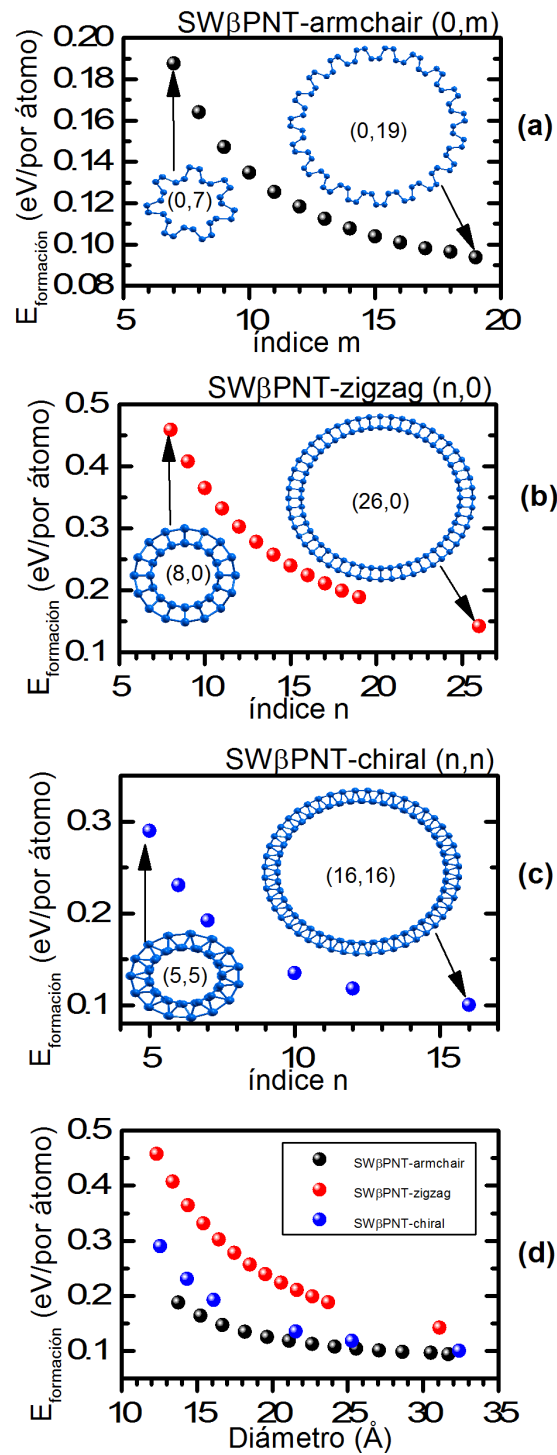 SWβPNT-armchair (0,m)
E_formación (eV/por átomo)
0.20
0.18
0.16
0.14
0.12
0.10
0.08
(0,7)
(0,19)
(a)
5 10 15 20
índice m
SWβPNT-zigzag (n,0)
E_formación (eV/por átomo)
0.5
0.4
0.3
0.2
0.1
(8,0)
(26,0)
(b)
5 10 15 20 25
índice n
SWβPNT-chiral (n,n)
E_formación (eV/por átomo)
0.3
0.2
0.1
(5,5)
(16,16)
(c)
5 10 15
índice n
E_formación (eV/por átomo)
0.5
0.4
0.3
0.2
0.1
SWβPNT-armchair
SWβPNT-zigzag
SWβPNT-chiral
(d)
10 15 20 25 30 35
Diámetro (Å)